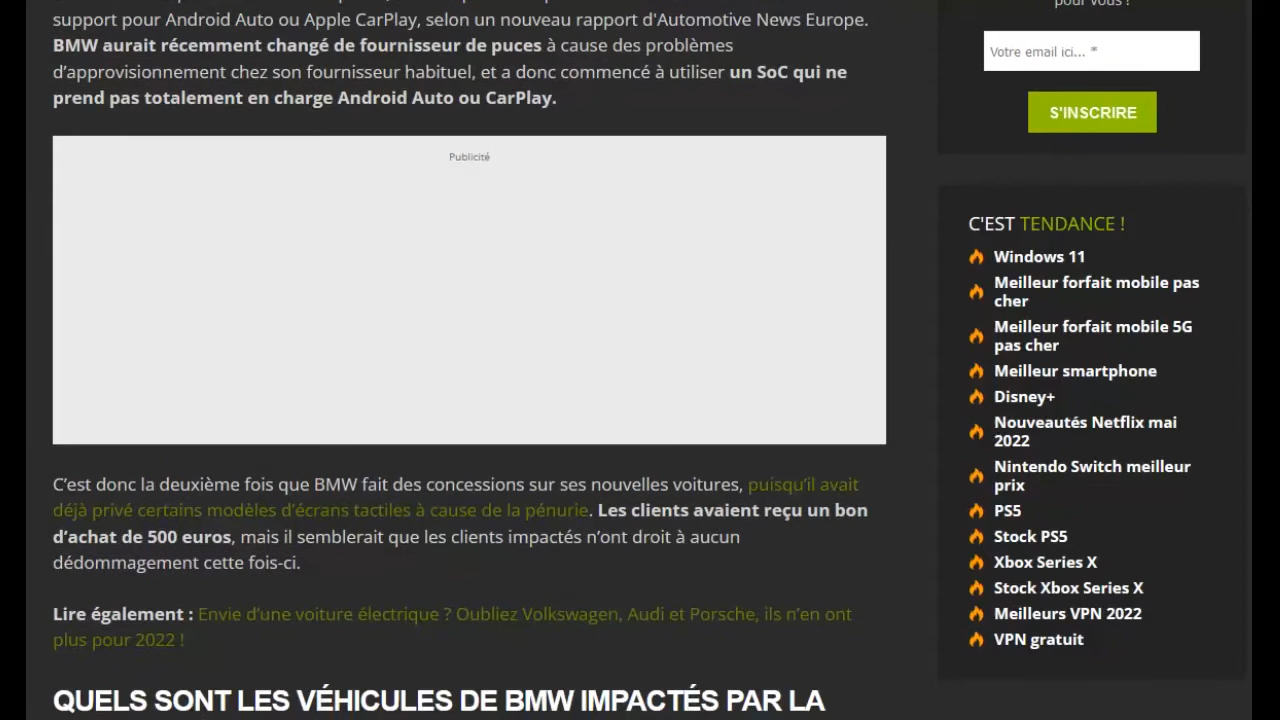 support pour Android Auto ou Apple CarPlay, selon un nouveau rapport d'Automotive News Europe.
BMW aurait récemment changé de fournisseur de puces à cause des problèmes
d’approvisionnement chez son fournisseur habituel, et a donc commencé à utiliser un SoC qui ne
prend pas totalement en charge Android Auto ou CarPlay.
Publicité
C’est donc la deuxième fois que BMW fait des concessions sur ses nouvelles voitures, puisqu’il avait
déjà privé certains modèles d’écrans tactiles à cause de la pénurie. Les clients avaient reçu un bon
d’achat de 500 euros, mais il semblerait que les clients impactés n’ont droit à aucun
dédommagement cette fois-ci.
Lire également : Envie d’une voiture électrique ? Oubliez Volkswagen, Audi et Porsche, ils n’en ont
plus pour 2022 !
QUELS SONT LES VÉHICULES DE BMW IMPACTÉS PAR LA
pour vous !
Votre email ici... *
S'INSCRIRE
C'EST TENDANCE !
Windows 11
Meilleur forfait mobile pas
cher
Meilleur forfait mobile 5G
pas cher
Meilleur smartphone
Disney+
Nouveautés Netflix mai
2022
Nintendo Switch meilleur
prix
PS5
Stock PS5
Xbox Series X
Stock Xbox Series X
Meilleurs VPN 2022
VPN gratuit